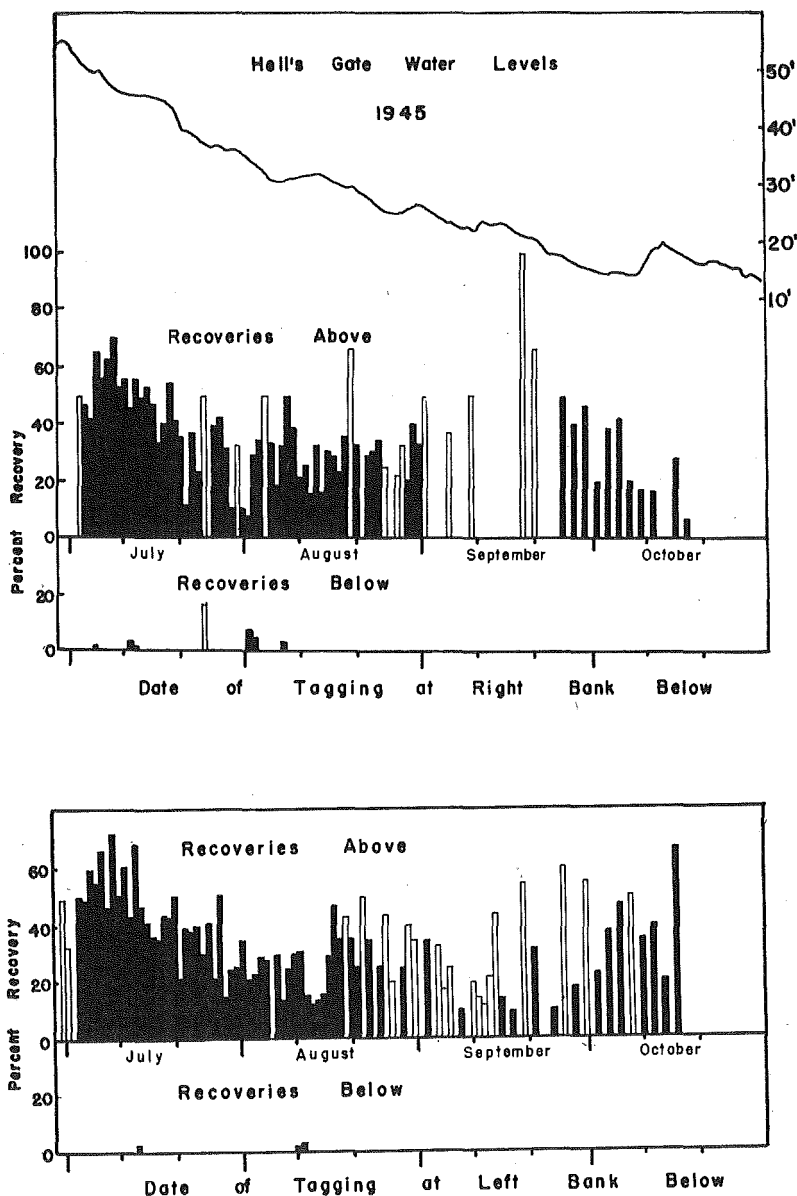 Hell's Gate Water Levels
1945
50'
40'
30'
20'
10'
100
80
60
40
20
0
Percent Recovery
Recoveries Above
July August September October
Recoveries Below
20
0
Date of Tagging at Right Bank Below
Recoveries Above
60
40
20
0
Percent Recovery
July August September October
Recoveries Below
20
0
Date of Tagging at Left Bank Below